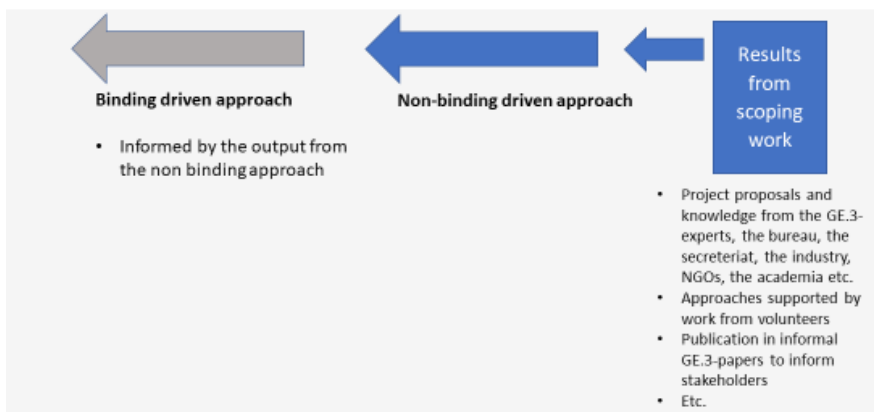 Binding driven approach
• Informed by the output from
the non binding approach
Non-binding driven approach
Results
from
scoping
work
• Project proposals and
knowledge from the GE.3-
experts, the bureau, the
secreteriat, the industry,
NGOs, the academia etc.
• Approaches supported by
work from volunteers
• Publication in informal
GE.3-papers to inform
stakeholders
• Etc.